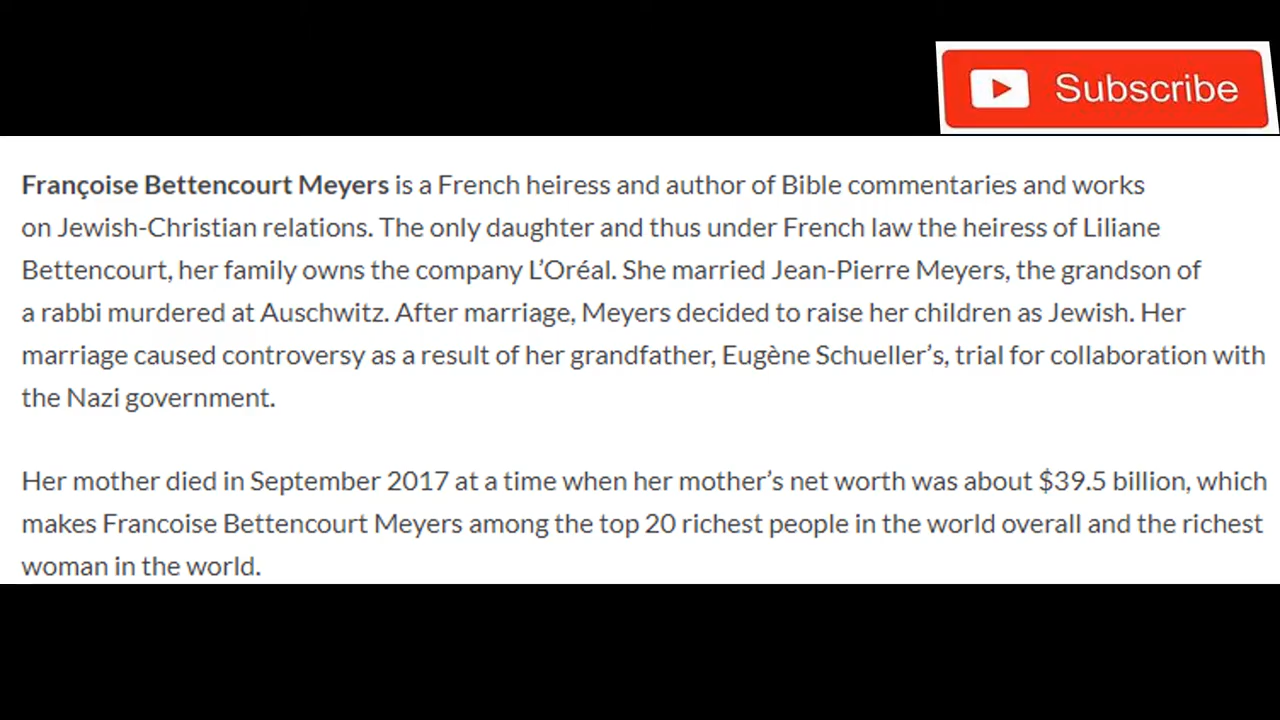 Subscribe
Françoise Bettencourt Meyers is a French heiress and author of Bible commentaries and works
on Jewish-Christian relations. The only daughter and thus under French law the heiress of Liliane
Bettencourt, her family owns the company L’Oréal. She married Jean-Pierre Meyers, the grandson of
a rabbi murdered at Auschwitz. After marriage, Meyers decided to raise her children as Jewish. Her
marriage caused controversy as a result of her grandfather, Eugène Schueller’s, trial for collaboration with
the Nazi government.
Her mother died in September 2017 at a time when her mother’s net worth was about $39.5 billion, which
makes Francoise Bettencourt Meyers among the top 20 richest people in the world overall and the richest
woman in the world.